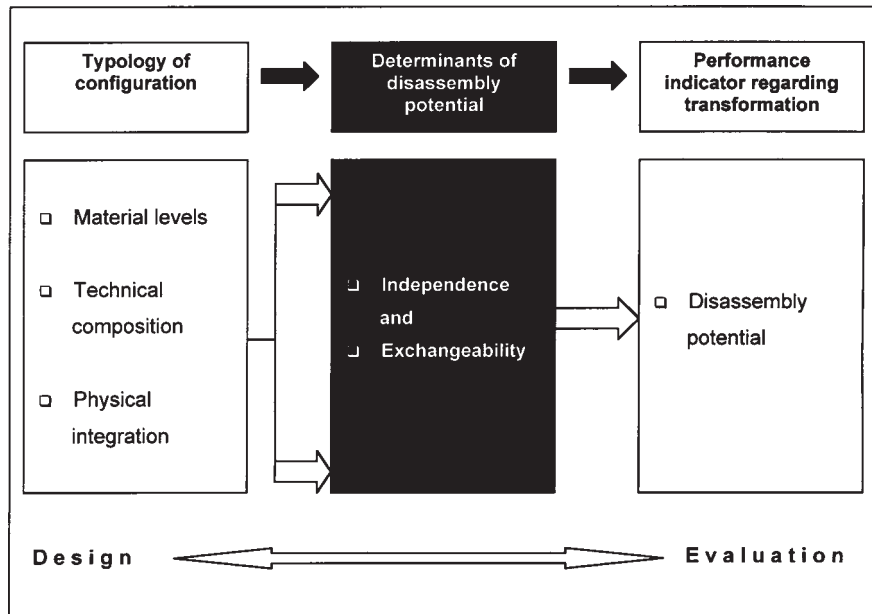 Typology of
configuration
Determinants of
disassembly
potential
Performance
indicator regarding
transformation
Material levels
Technical
composition
Physical
integration
Independence
and
Exchangeability
Disassembly
potential
Design
Evaluation